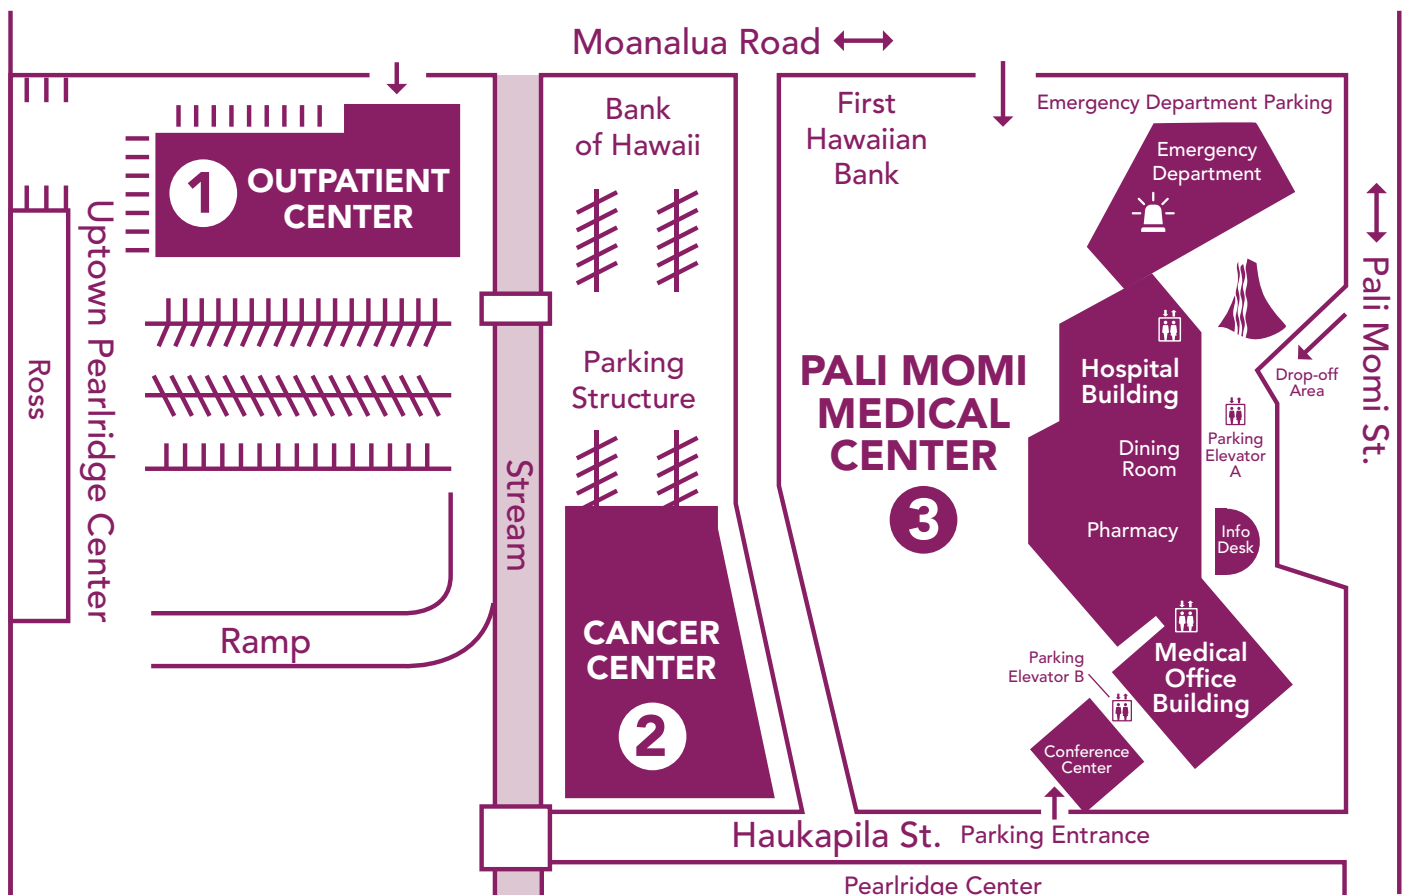 Moanalua Road
Bank
of Hawaii
First
Hawaiian
Bank
Emergency Department Parking
Emergency
Department
1
OUTPATIENT
CENTER
Uptown Pearlridge Center
Ross
Parking
Structure
Stream
Ramp
CANCER
CENTER
2
PALI MOMI
MEDICAL
CENTER
3
Hospital
Building
Dining
Room
Pharmacy
Pali Momi St.
Drop-off
Area
Parking
Elevator
A
Info
Desk
Medical
Office
Building
Parking
Elevator B
Conference
Center
Haukapila St.
Parking Entrance
Pearlridge Center